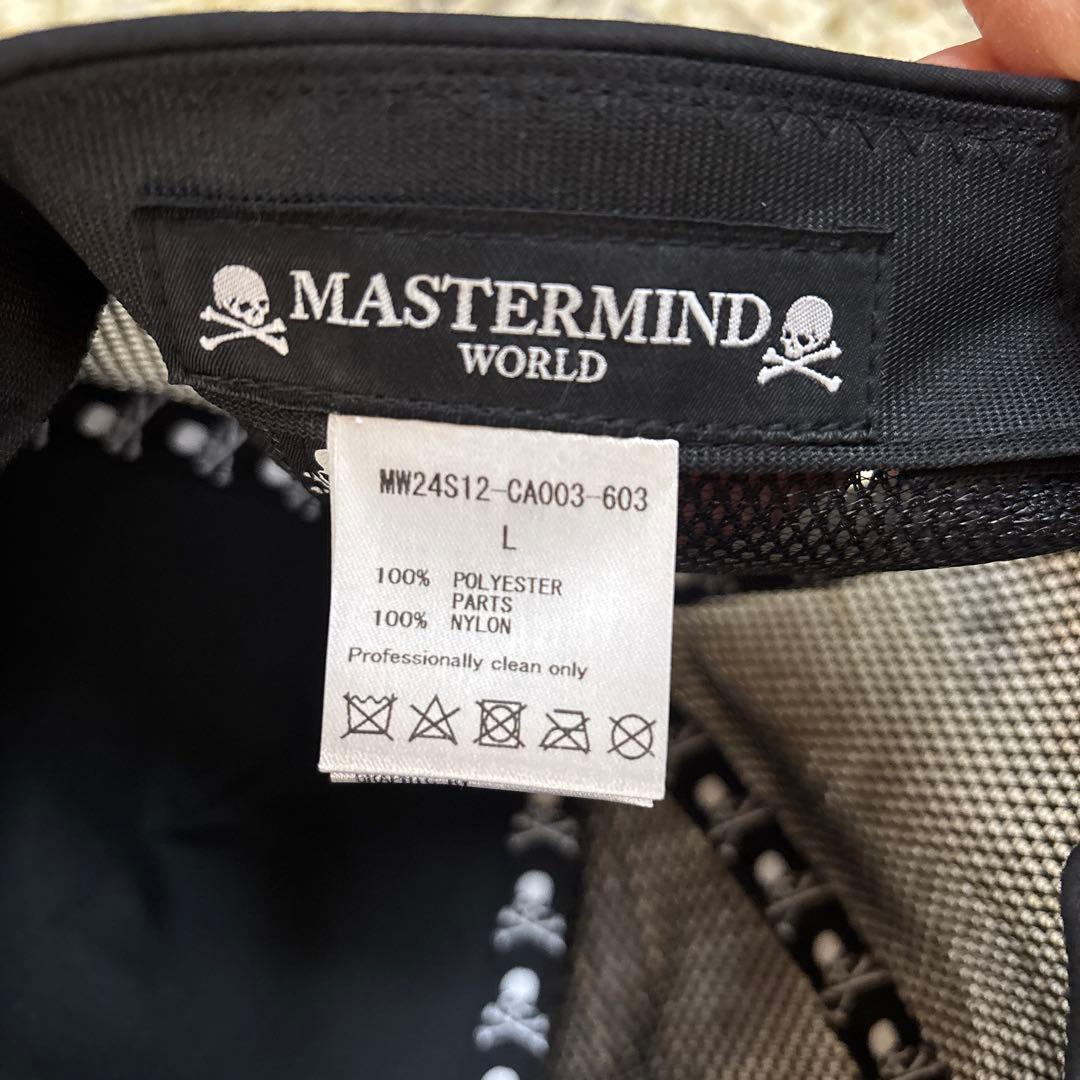 MASTERMIND
WORLD
MW24S12-CA003-603
L
100% POLYESTER
PARTS
100% NYLON
Professionally clean only